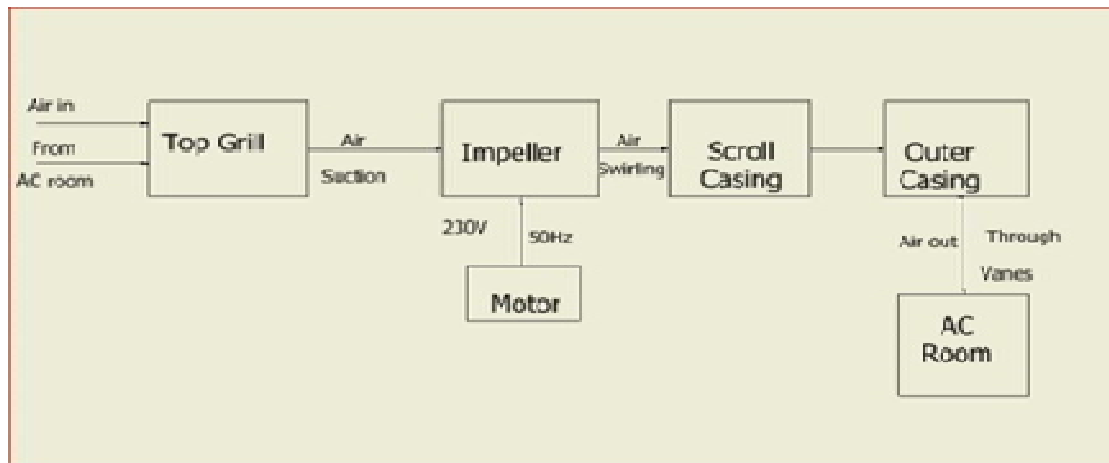 Air in
From
AC room
Top Grill
Air
Suction
Impeller
Air
Swirling
Scroll
Casing
Outer
Casing
230V
50Hz
Motor
Air out
Through
Vanes
AC
Room